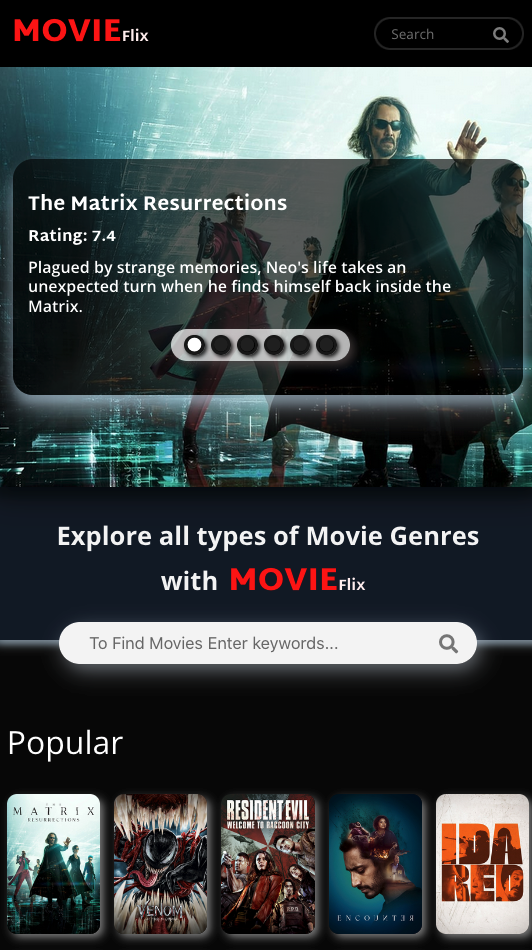 MOVIEFlix
Search
The Matrix Resurrections
Rating: 7.4
Plagued by strange memories, Neo's life takes an
unexpected turn when he finds himself back inside the
Matrix.
Explore all types of Movie Genres
with MOVIEFlix
To Find Movies Enter keywords...
Popular
MATRIX
RESURRECTIONS
VENOM
RESIDENT EVIL
WELCOME TO RACCOON CITY
ENCOUNTER
IDA
RED